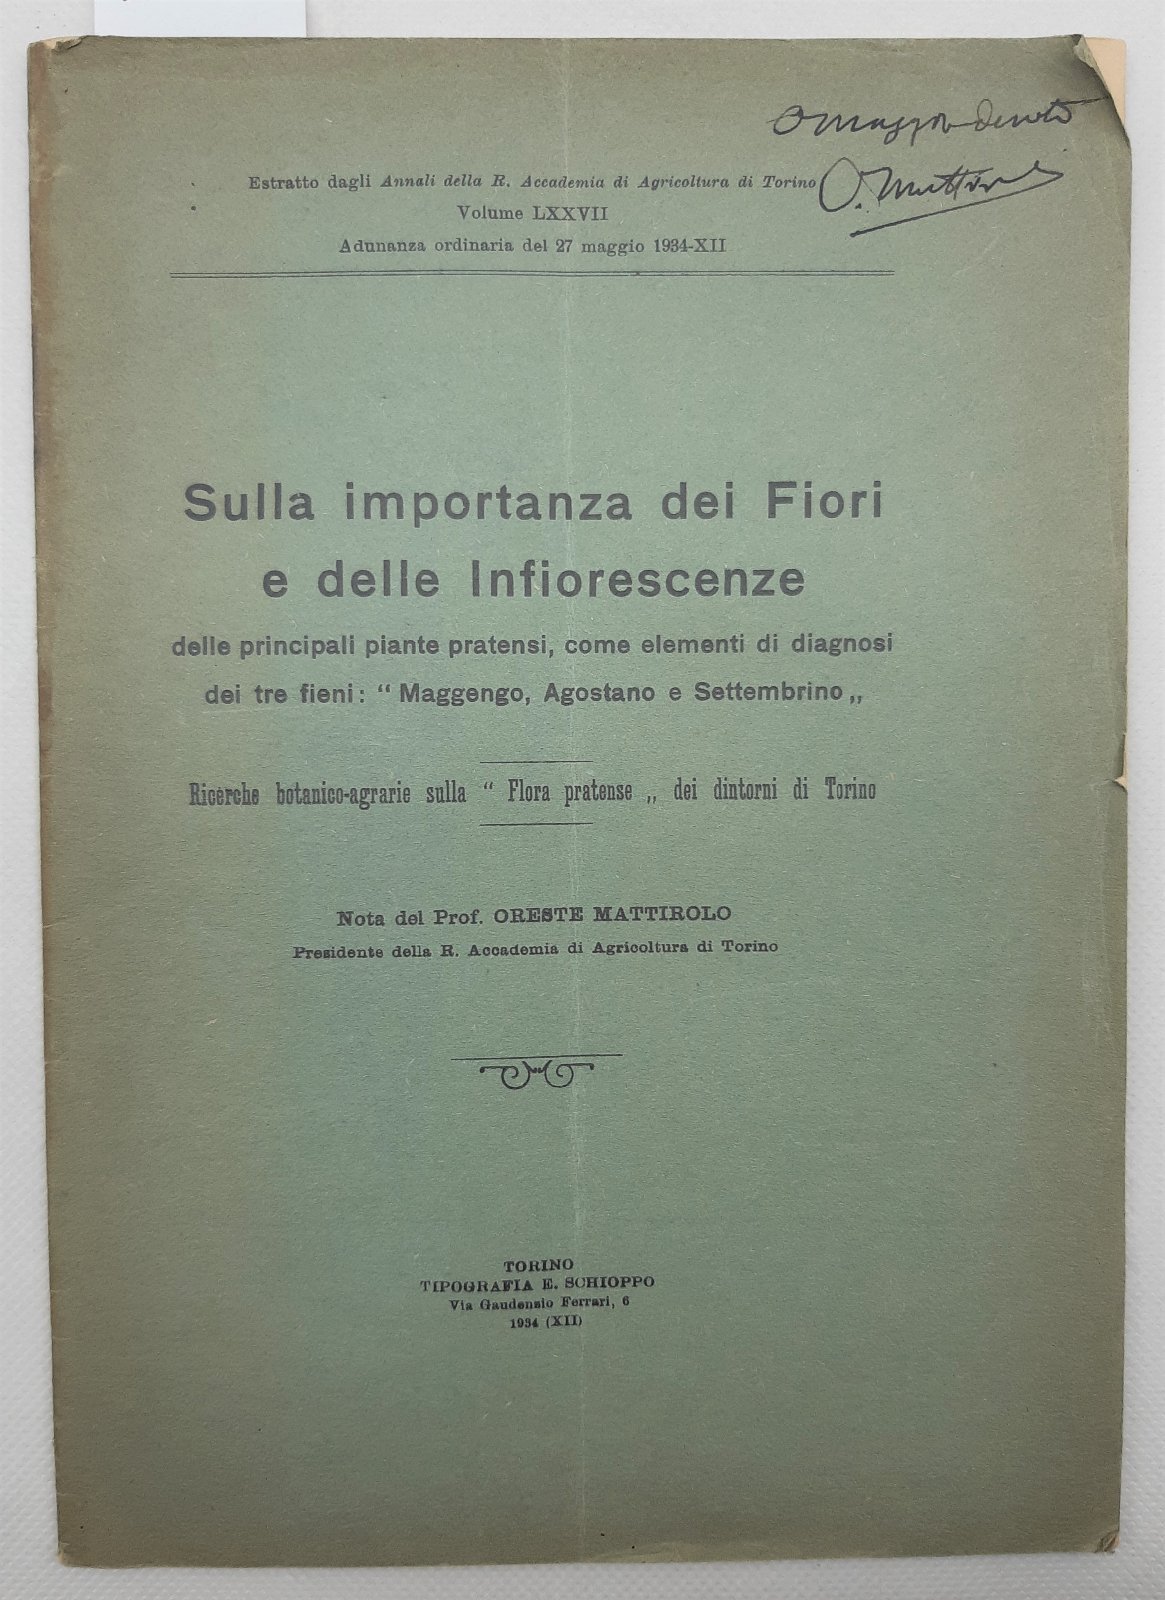 Omaggio devoto
O. Mattirolo
Estratto dagli Annali della R. Accademia di Agricoltura di Torino
Volume LXXVII
Adunanza ordinaria del 27 maggio 1934-XII
Sulla importanza dei Fiori
e delle Infiorescenze
delle principali piante pratensi, come elementi di diagnosi
dei tre fieni: “ Maggengo, Agostano e Settembrino „
Ricerche botanico-agrarie sulla “ Flora pratense „ dei dintorni di Torino
Nota del Prof. ORESTE MATTIROLO
Presidente della R. Accademia di Agricoltura di Torino
TORINO
TIPOGRAFIA E. SCHIOPPO
Via Gaudenzio Ferrari, 6
1934 (XII)